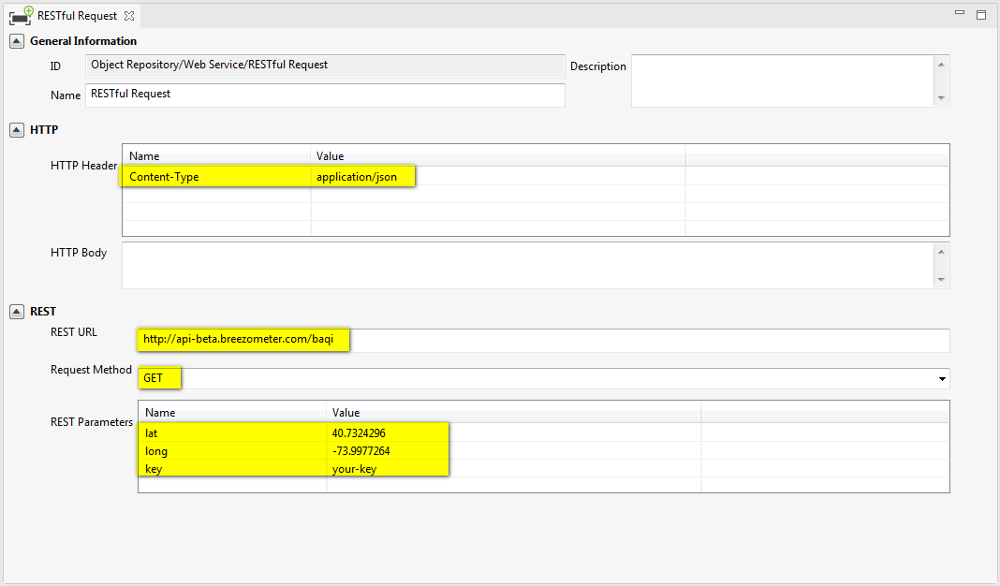 RESTful Request
General Information
ID Object Repository/Web Service/RESTful Request Description
Name RESTful Request
HTTP
HTTP Header Name Value
Content-Type application/json
HTTP Body
REST
REST URL http://api-beta.breezometer.com/baqi
Request Method GET
REST Parameters Name Value
lat 40.7324296
long -73.9977264
key your-key